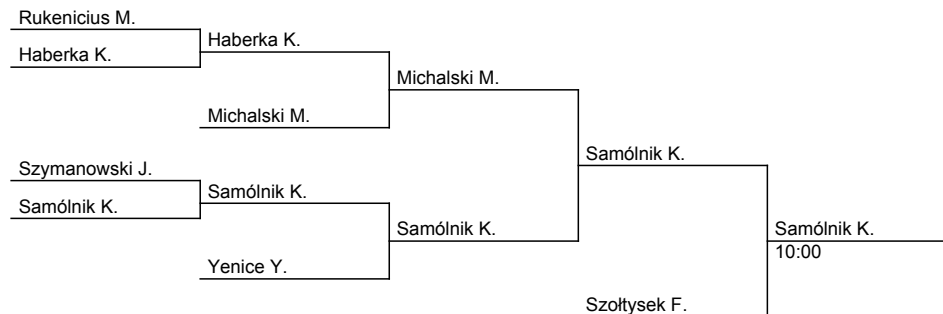 Rukenicius M.
Haberka K.
Haberka K.
Michalski M.
Michalski M.
Szymanowski J.
Samólnik K.
Samólnik K.
Samólnik K.
Samólnik K.
Samólnik K.
10:00
Yenice Y.
Szołtysek F.